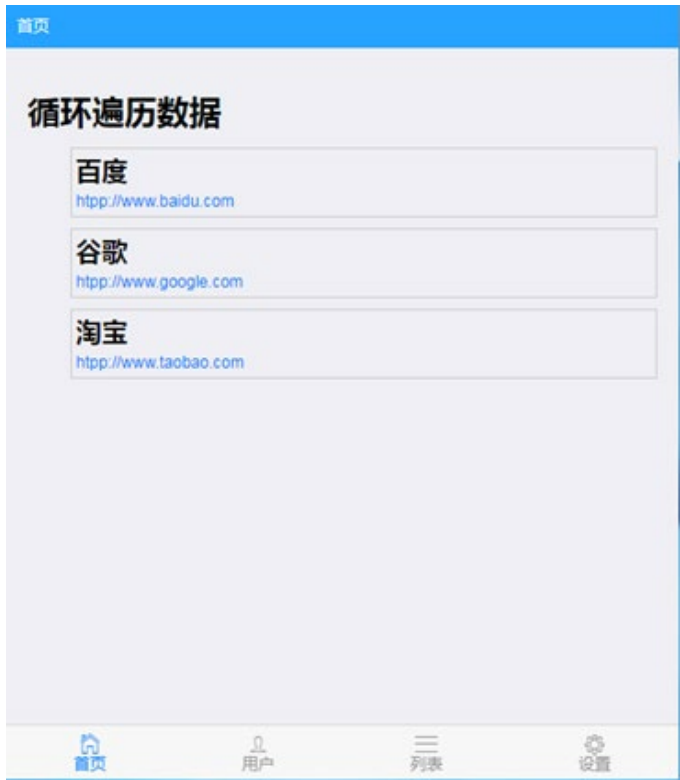 首页
循环遍历数据
百度
htpp://www.baidu.com
谷歌
htpp://www.google.com
淘宝
htpp://www.taobao.com
首页
用户
列表
设置